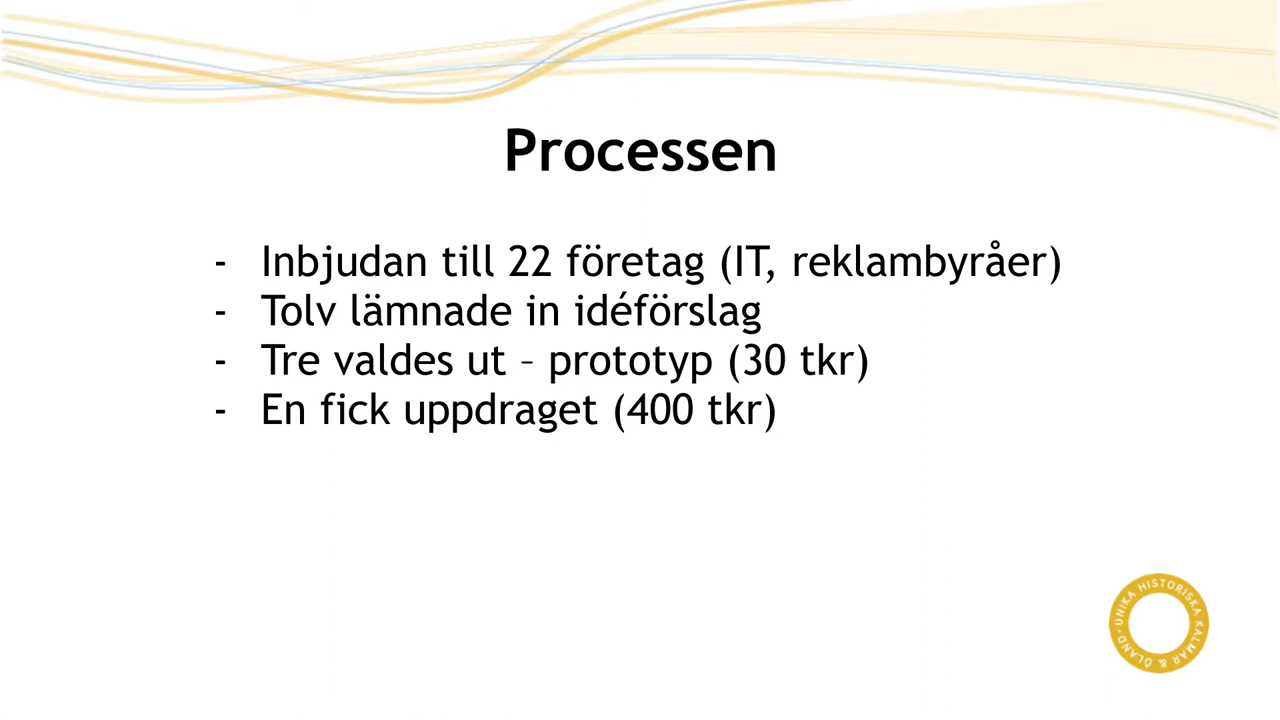 Processen
- Inbjudan till 22 företag (IT, reklambyråer)
- Tolv lämnade in idéförslag
- Tre valdes ut – prototyp (30 tkr)
- En fick uppdraget (400 tkr)
UNIKA HISTORISKA KALMAR & ÖLAND ·